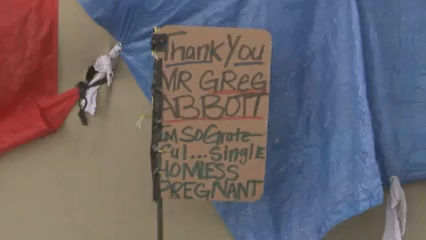 Thank You
MR GREG
ABBOTT
I'M SO Grate-
ful... SinglE
HOMLESS
PREGNANT